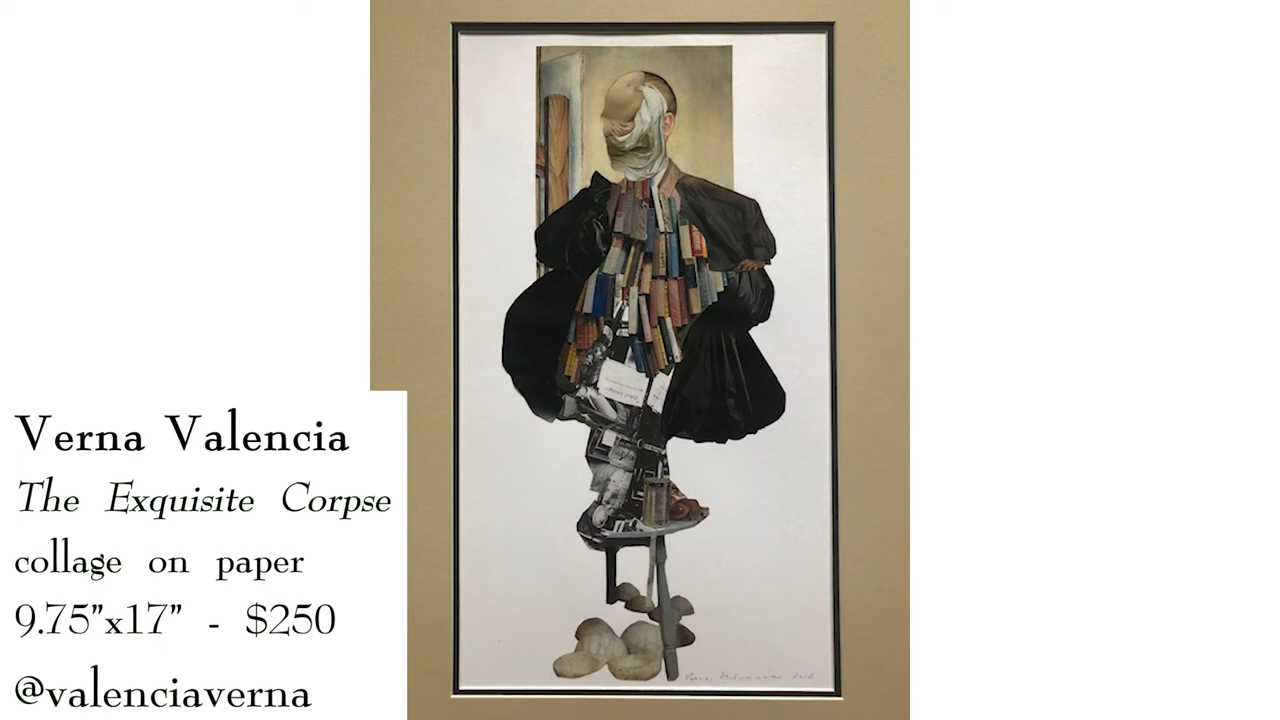 Verna Valencia
The Exquisite Corpse
collage on paper
9.75"x17" - $250
@valenciaverna